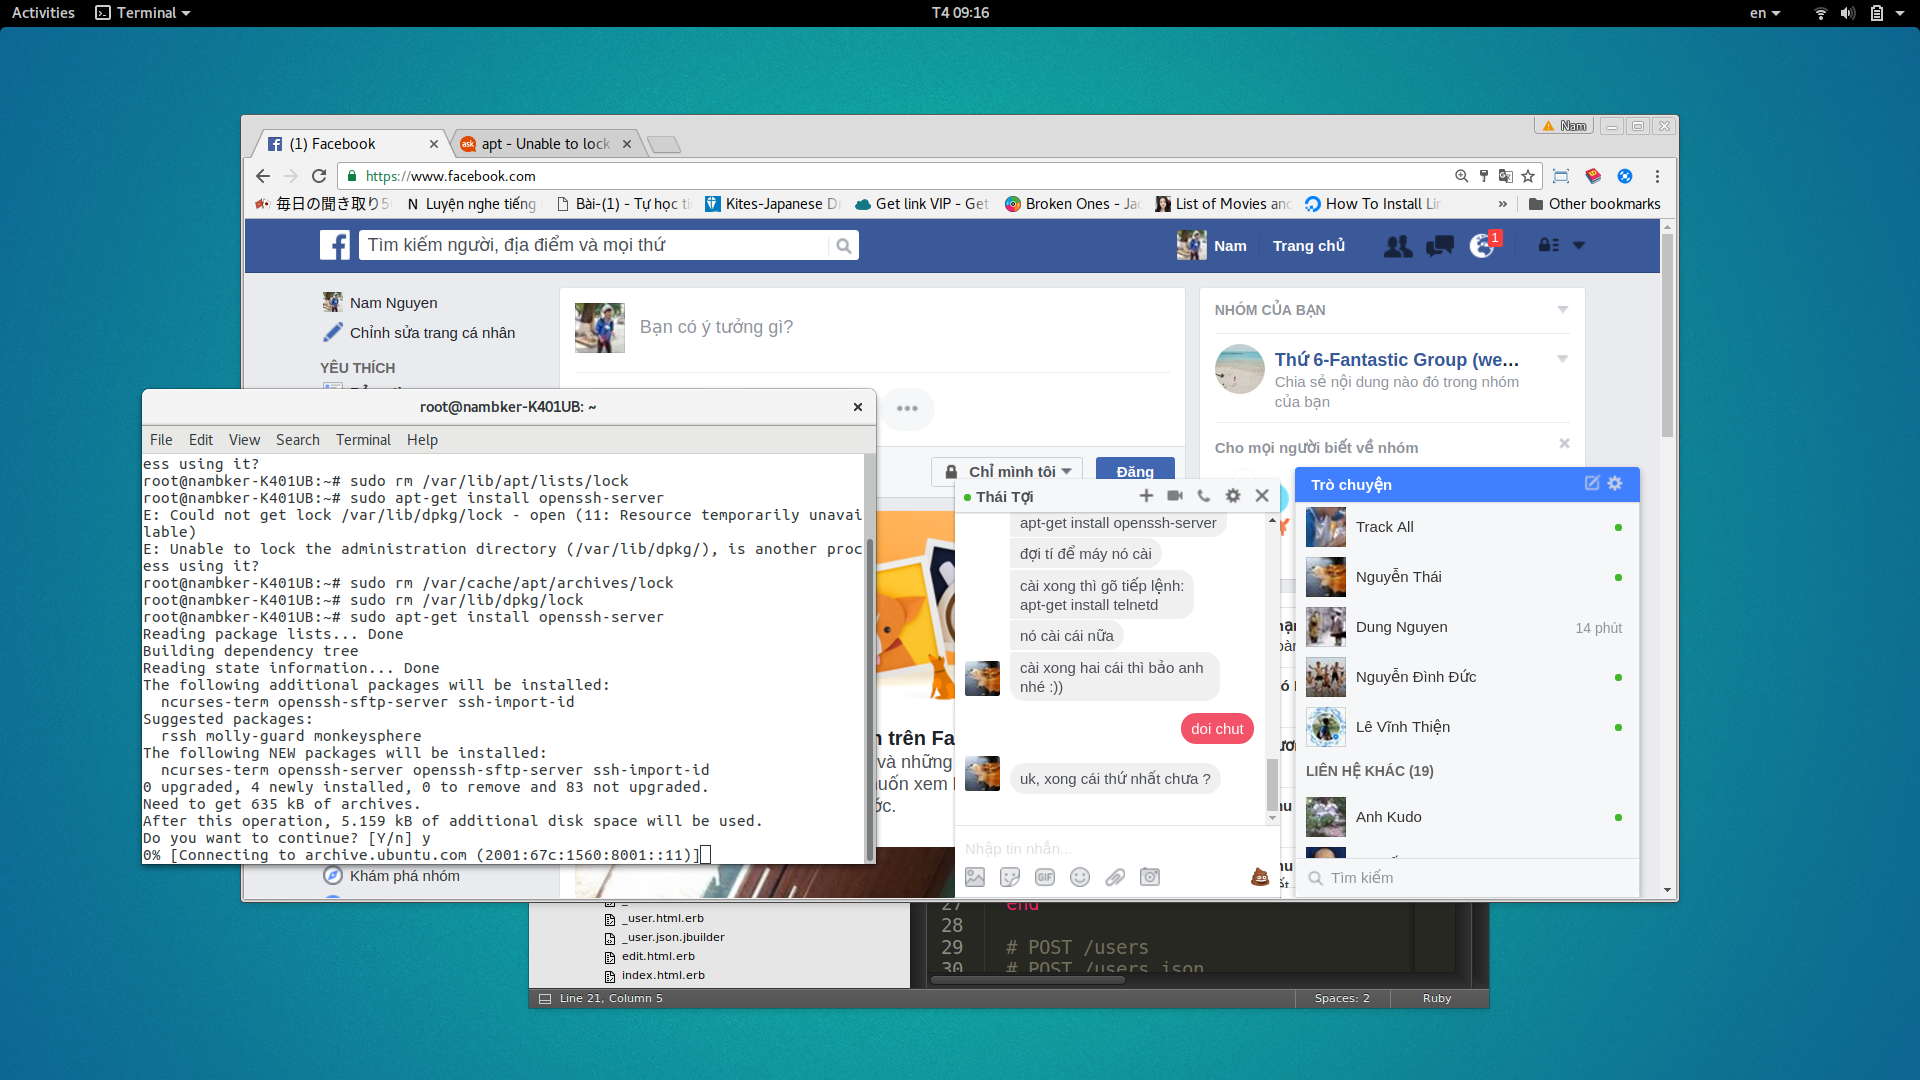 Activities
Terminal
T4 09:16
en
Nam
(1) Facebook
apt - Unable to lock
https://www.facebook.com
毎日の聞き取り5
N Luyện nghe tiếng
Bài-(1) - Tự học ti
Kites-Japanese D
Get link VIP - Get
Broken Ones - Ja
List of Movies an
How To Install Li
»
Other bookmarks
Tìm kiếm người, địa điểm và mọi thứ
Nam
Trang chủ
1
Nam Nguyen
Chỉnh sửa trang cá nhân
YÊU THÍCH
Bạn có ý tưởng gì?
Chỉ mình tôi
Đăng
NHÓM CỦA BẠN
Thứ 6-Fantastic Group (we...
Chia sẻ nội dung nào đó trong nhóm
của bạn
Cho mọi người biết về nhóm
root@nambker-K401UB: ~
File Edit View Search Terminal Help
ess using it?
root@nambker-K401UB:~# sudo rm /var/lib/apt/lists/lock
root@nambker-K401UB:~# sudo apt-get install openssh-server
E: Could not get lock /var/lib/dpkg/lock - open (11: Resource temporarily unavai
lable)
E: Unable to lock the administration directory (/var/lib/dpkg/), is another proc
ess using it?
root@nambker-K401UB:~# sudo rm /var/cache/apt/archives/lock
root@nambker-K401UB:~# sudo rm /var/lib/dpkg/lock
root@nambker-K401UB:~# sudo apt-get install openssh-server
Reading package lists... Done
Building dependency tree
Reading state information... Done
The following additional packages will be installed:
  ncurses-term openssh-sftp-server ssh-import-id
Suggested packages:
  rssh molly-guard monkeysphere
The following NEW packages will be installed:
  ncurses-term openssh-server openssh-sftp-server ssh-import-id
0 upgraded, 4 newly installed, 0 to remove and 83 not upgraded.
Need to get 635 kB of archives.
After this operation, 5.159 kB of additional disk space will be used.
Do you want to continue? [Y/n] y
0% [Connecting to archive.ubuntu.com (2001:67c:1560:8001::11)]
Khám phá nhóm
trên Fa
và những
xem
Thái Tợi
apt-get install openssh-server
đợi tí để máy nó cài
cài xong thì gõ tiếp lệnh:
apt-get install telnetd
nó cài cái nữa
cài xong hai cái thì bảo anh
nhé :))
doi chut
uk, xong cái thứ nhất chưa ?
Nhập tin nhắn...
GIF
Trò chuyện
Track All
Nguyễn Thái
Dung Nguyen
14 phút
Nguyễn Đình Đức
Lê Vĩnh Thiện
LIÊN HỆ KHÁC (19)
Anh Kudo
Tìm kiếm
_user.html.erb
_user.json.jbuilder
edit.html.erb
index.html.erb
27 end
28
29 # POST /users
30 # POST /users.json
Line 21, Column 5
Spaces: 2
Ruby